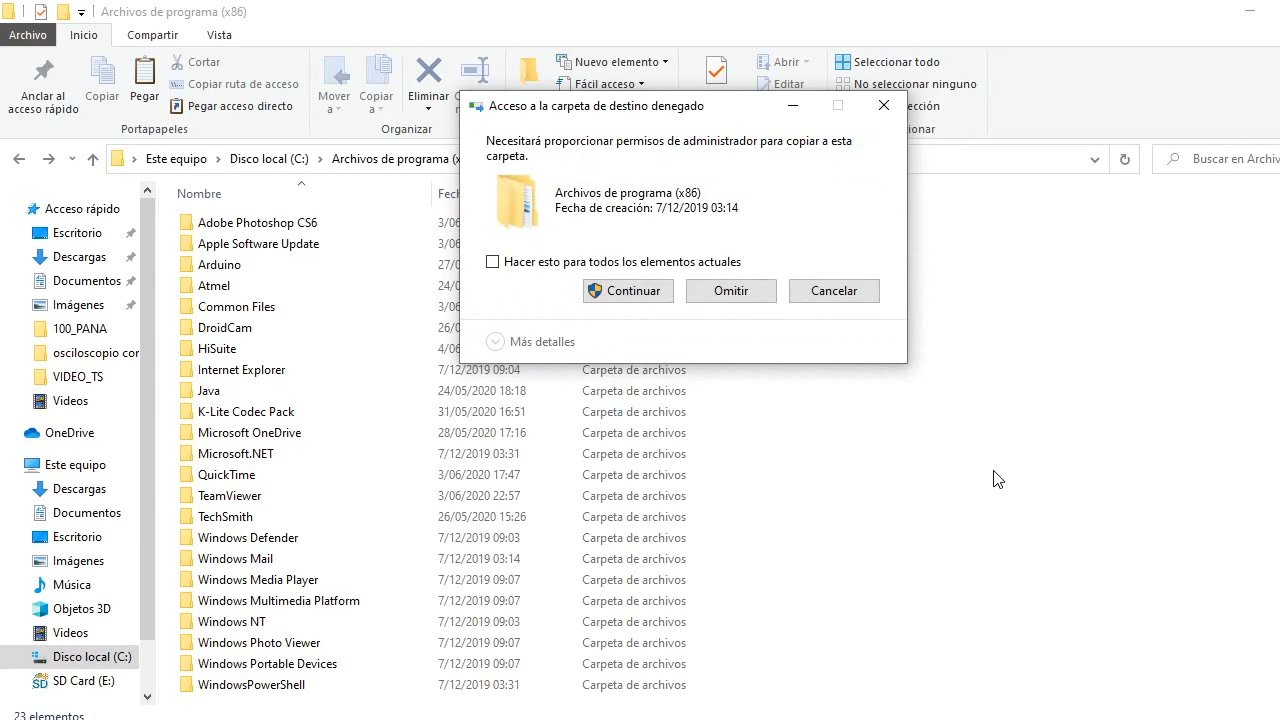 Archivos de programa (x86)
Archivo
Inicio
Compartir
Vista
Anclar al
acceso rápido
Copiar
Pegar
Cortar
Copiar ruta de acceso
Pegar acceso directo
Portapapeles
Mover
a
Copiar
a
Eliminar
Organizar
Nuevo elemento
Fácil acceso
Abrir
Editar
Seleccionar todo
No seleccionar ninguno
Este equipo
Disco local (C:)
Archivos de programa (x
Buscar en Archiv
Acceso a la carpeta de destino denegado
Necesitará proporcionar permisos de administrador para copiar a esta
carpeta.
Archivos de programa (x86)
Fecha de creación: 7/12/2019 03:14
Hacer esto para todos los elementos actuales
Continuar
Omitir
Cancelar
Más detalles
Acceso rápido
Escritorio
Descargas
Documentos
Imágenes
100_PANA
osciloscopio cor
VIDEO_TS
Videos
OneDrive
Este equipo
Descargas
Documentos
Escritorio
Imágenes
Música
Objetos 3D
Videos
Disco local (C:)
SD Card (E:)
Nombre
Adobe Photoshop CS6 3/06
Apple Software Update 3/06
Arduino 27/0
Atmel 24/0
Common Files 3/06
DroidCam 26/0
HiSuite 4/06
Internet Explorer 7/12/2019 09:04 Carpeta de archivos
Java 24/05/2020 18:18 Carpeta de archivos
K-Lite Codec Pack 31/05/2020 16:51 Carpeta de archivos
Microsoft OneDrive 28/05/2020 17:16 Carpeta de archivos
Microsoft.NET 7/12/2019 03:31 Carpeta de archivos
QuickTime 3/06/2020 17:47 Carpeta de archivos
TeamViewer 3/06/2020 22:57 Carpeta de archivos
TechSmith 26/05/2020 15:26 Carpeta de archivos
Windows Defender 7/12/2019 09:03 Carpeta de archivos
Windows Mail 7/12/2019 03:14 Carpeta de archivos
Windows Media Player 7/12/2019 09:07 Carpeta de archivos
Windows Multimedia Platform 7/12/2019 09:07 Carpeta de archivos
Windows NT 7/12/2019 09:03 Carpeta de archivos
Windows Photo Viewer 7/12/2019 09:07 Carpeta de archivos
Windows Portable Devices 7/12/2019 09:07 Carpeta de archivos
WindowsPowerShell 7/12/2019 03:31 Carpeta de archivos
23 elementos